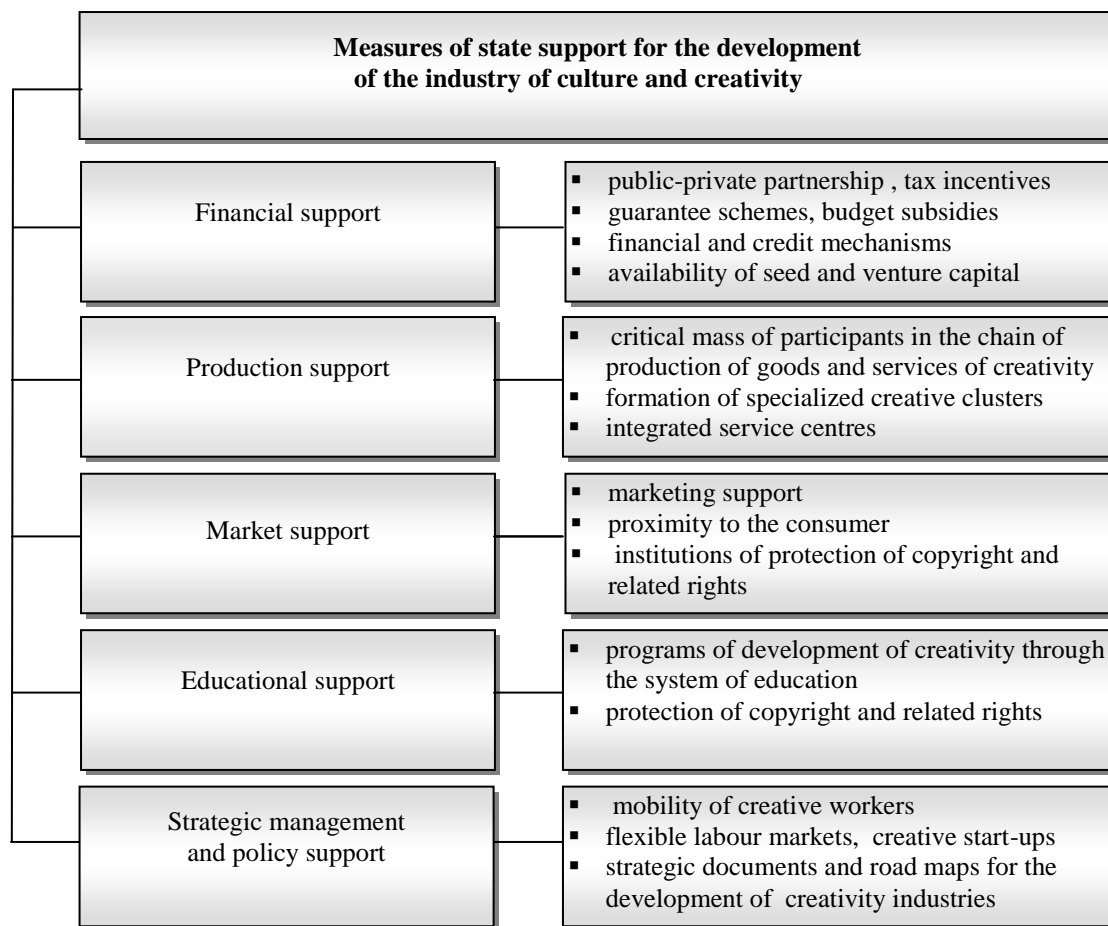 Measures of state support for the development
of the industry of culture and creativity
Financial support
▪ public-private partnership , tax incentives
▪ guarantee schemes, budget subsidies
▪ financial and credit mechanisms
▪ availability of seed and venture capital
Production support
▪ critical mass of participants in the chain of
production of goods and services of creativity
▪ formation of specialized creative clusters
▪ integrated service centres
Market support
▪ marketing support
▪ proximity to the consumer
▪ institutions of protection of copyright and
related rights
Educational support
▪ programs of development of creativity through
the system of education
▪ protection of copyright and related rights
Strategic management
and policy support
▪ mobility of creative workers
▪ flexible labour markets, creative start-ups
▪ strategic documents and road maps for the
development of creativity industries